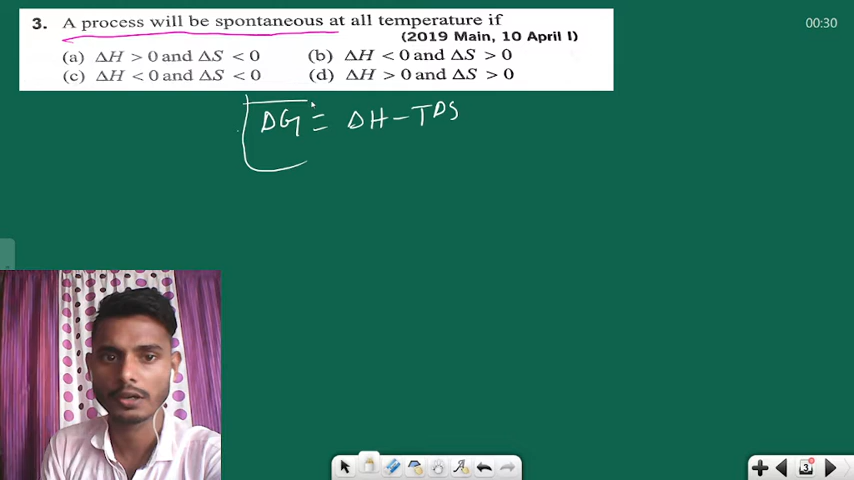 3. A process will be spontaneous at all temperature if
(2019 Main, 10 April I)
(a) ΔH > 0 and ΔS < 0 (b) ΔH < 0 and ΔS > 0
(c) ΔH < 0 and ΔS < 0 (d) ΔH > 0 and ΔS > 0
00:30
ΔG = ΔH - TΔS
3